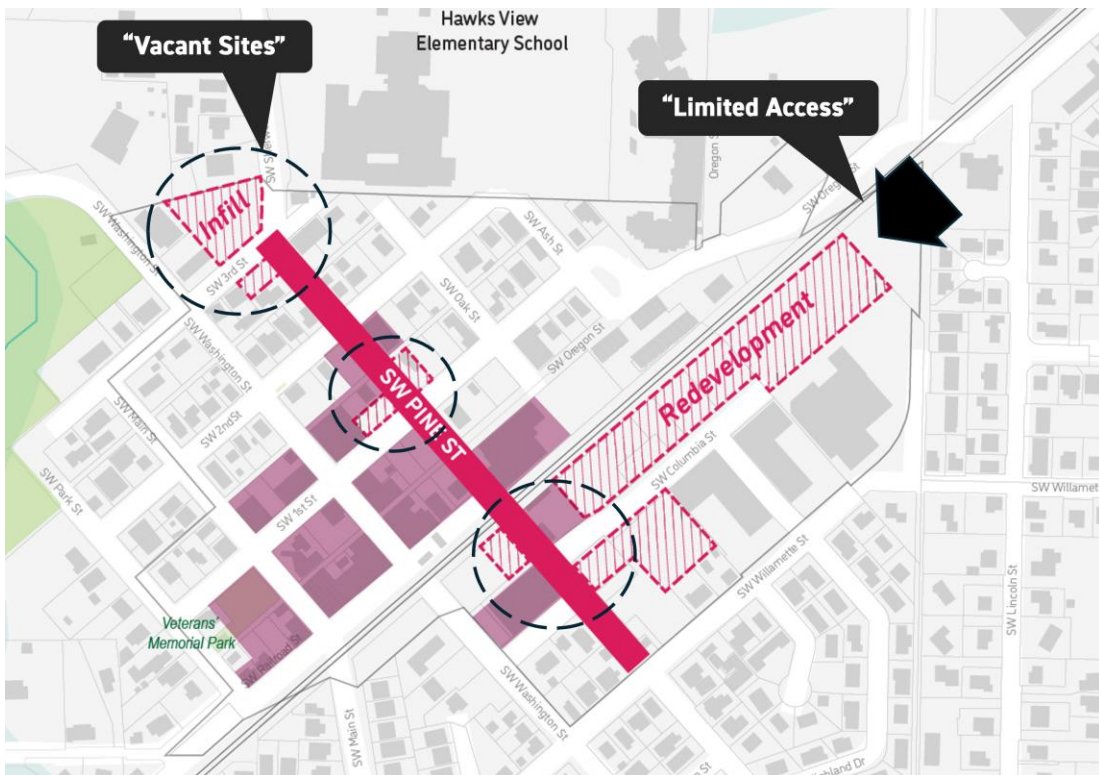 Hawks View
Elementary School
“Vacant Sites”
“Limited Access”
Infill
Redevelopment
SW PINE ST
SW Washington St
SW 3rd St
SW Ash St
SW Oak St
SW Oregon St
SW Washington St
SW 2nd St
SW Main St
SW Park St
SW 1st St
SW Columbia St
SW Willamette St
SW Lincoln St
Veterans'
Memorial Park
SW Railroad St
SW Main St
SW Washington St